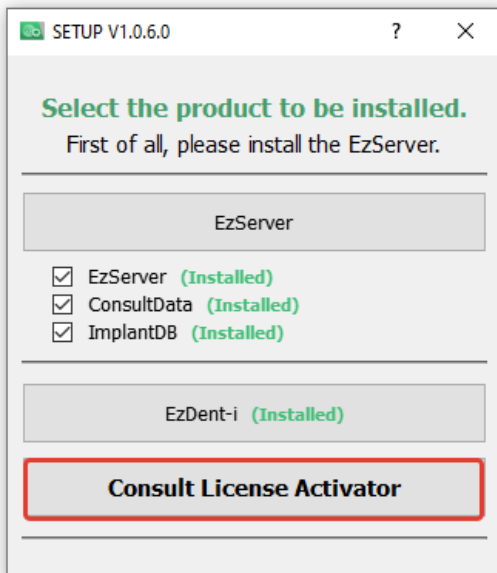 SETUP V1.0.6.0 ?
Select the product to be installed.
First of all, please install the EzServer.
EzServer
EzServer (Installed)
ConsultData (Installed)
ImplantDB (Installed)
EzDent-i (Installed)
Consult License Activator